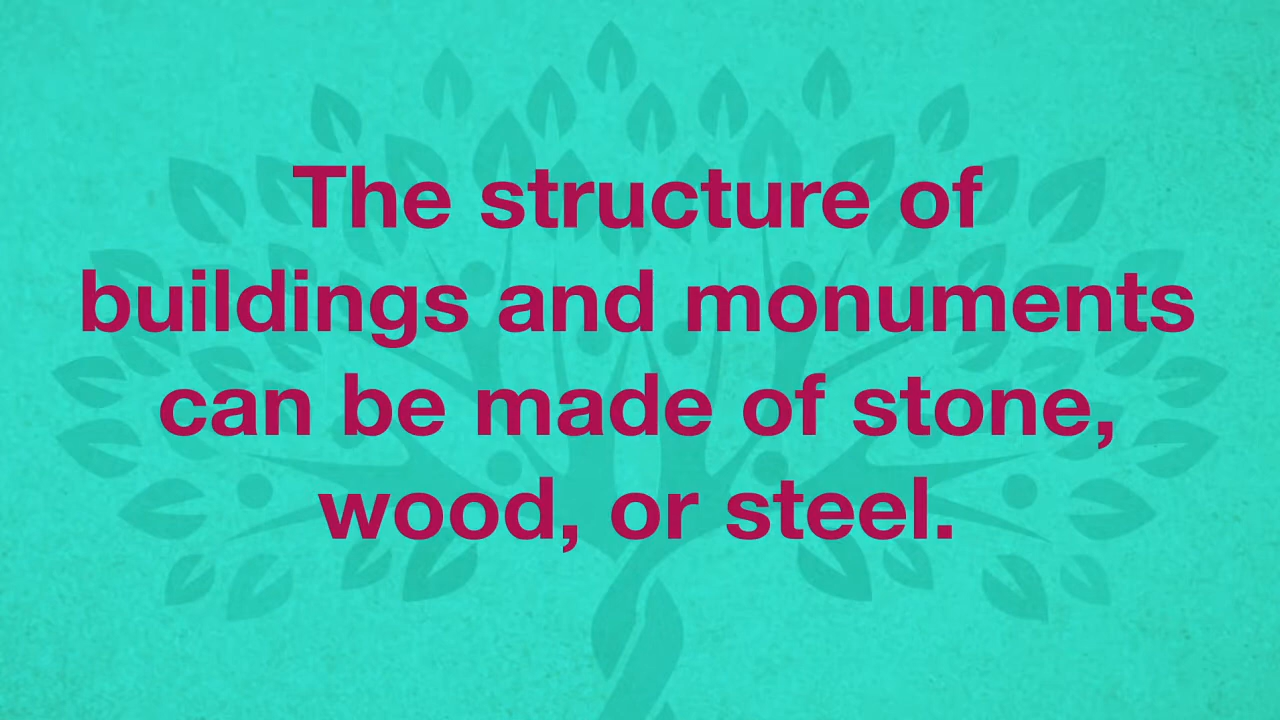 The structure of
buildings and monuments
can be made of stone,
wood, or steel.